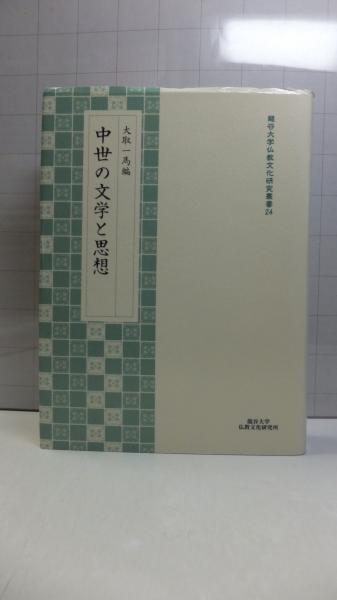 龍谷大学仏教文化研究叢書24
大取一馬編
中世の文学と思想
龍谷大学
仏教文化研究所